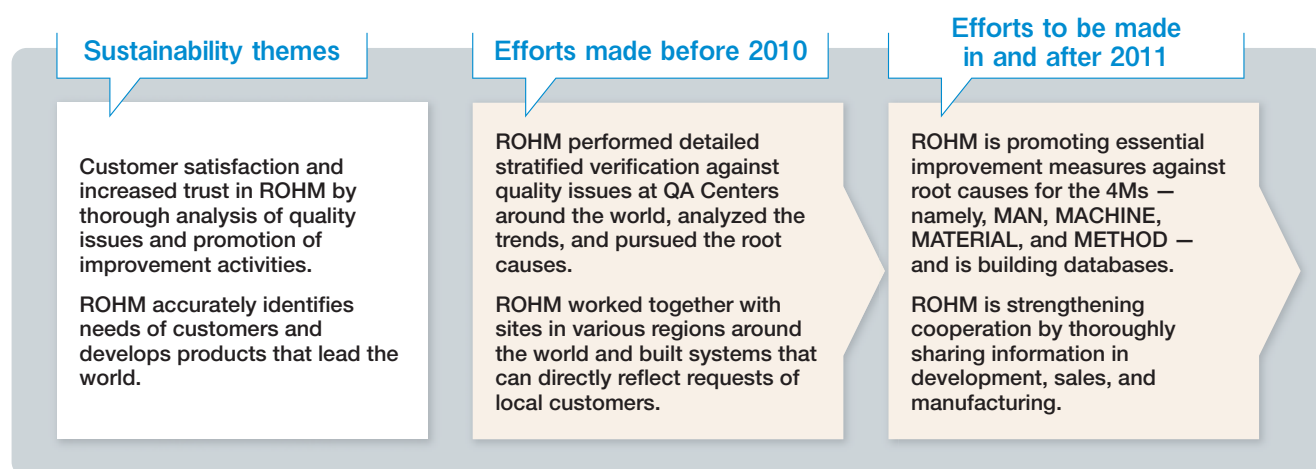 Sustainability themes
Customer satisfaction and
increased trust in ROHM by
thorough analysis of quality
issues and promotion of
improvement activities.
ROHM accurately identifies
needs of customers and
develops products that lead the
world.
Efforts made before 2010
ROHM performed detailed
stratified verification against
quality issues at QA Centers
around the world, analyzed the
trends, and pursued the root
causes.
ROHM worked together with
sites in various regions around
the world and built systems that
can directly reflect requests of
local customers.
Efforts to be made
in and after 2011
ROHM is promoting essential
improvement measures against
root causes for the 4Ms —
namely, MAN, MACHINE,
MATERIAL, and METHOD —
and is building databases.
ROHM is strengthening
cooperation by thoroughly
sharing information in
development, sales, and
manufacturing.